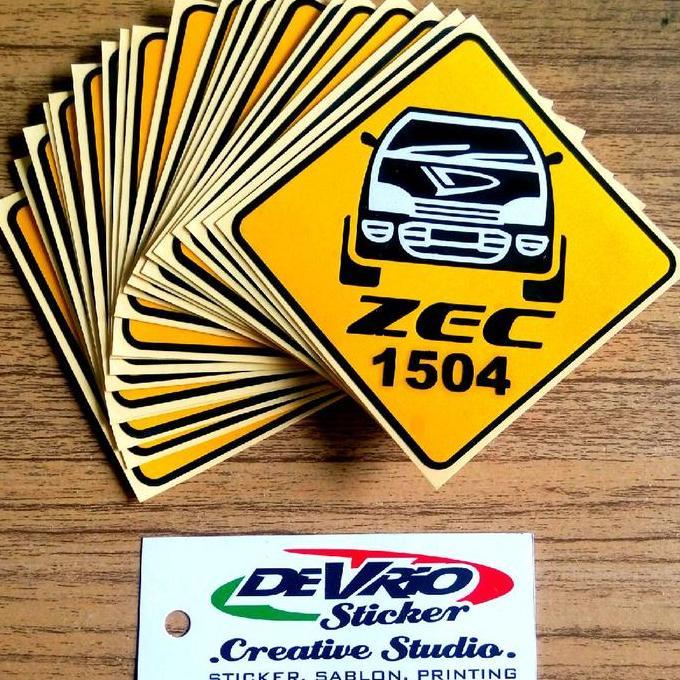 ZEC
1504
DEVRIO
Sticker
.Creative Studio.
STICKER, SABLON, PRINTING